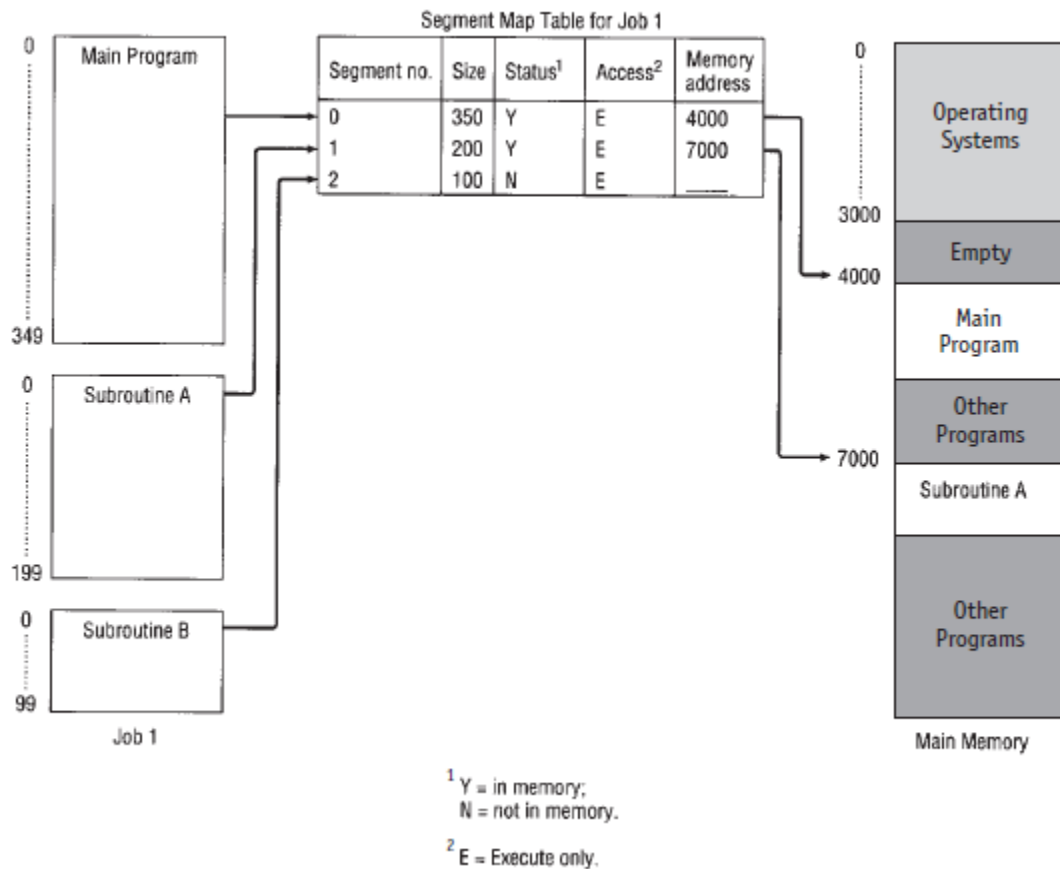 Segment Map Table for Job 1
0
Main Program
349
0
Subroutine A
199
0
Subroutine B
99
Job 1
Segment no. Size Status¹ Access² Memory address
0 350 Y E 4000
1 200 Y E 7000
2 100 N E
0
Operating
Systems
3000
Empty
4000
Main
Program
Other
Programs
7000
Subroutine A
Other
Programs
Main Memory
¹ Y = in memory;
N = not in memory.
² E = Execute only.